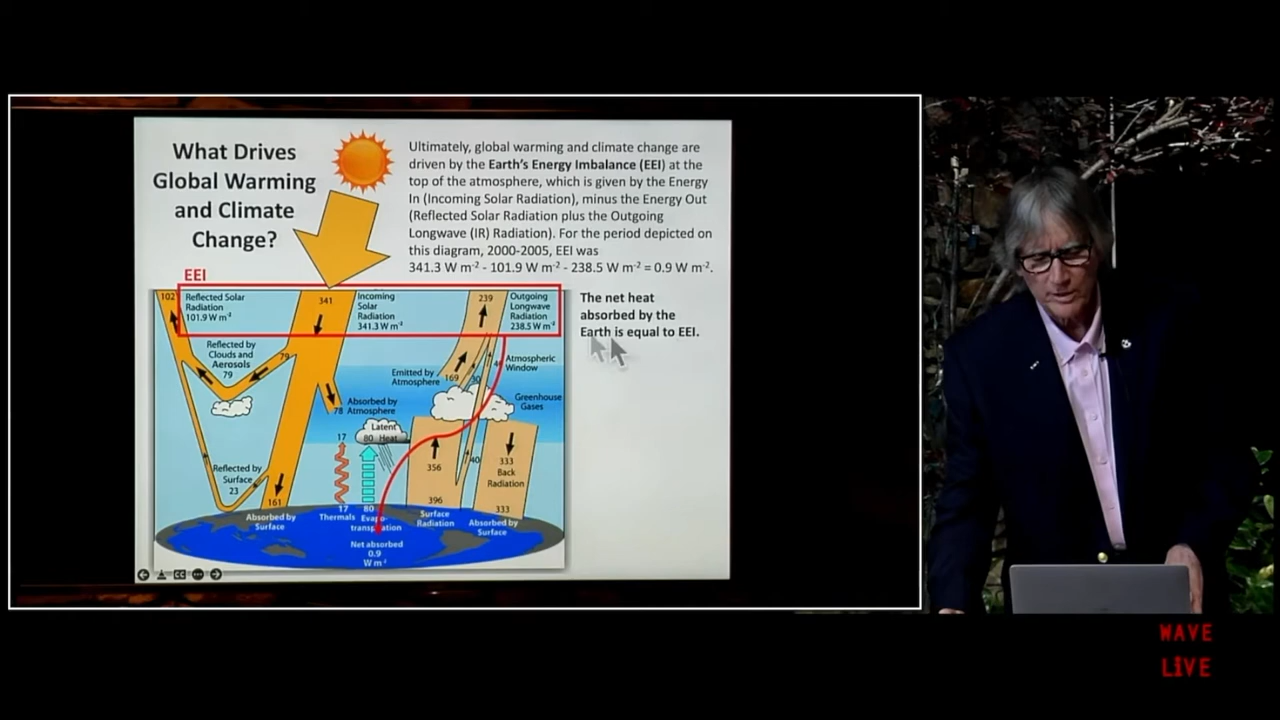 What Drives
Global Warming
and Climate
Change?
Ultimately, global warming and climate change are
driven by the Earth's Energy Imbalance (EEI) at the
top of the atmosphere, which is given by the Energy
In (Incoming Solar Radiation), minus the Energy Out
(Reflected Solar Radiation plus the Outgoing
Longwave (IR) Radiation). For the period depicted on
this diagram, 2000-2005, EEI was
341.3 W m⁻² - 101.9 W m⁻² - 238.5 W m⁻² = 0.9 W m⁻².
EEI
102
Reflected Solar
Radiation
101.9 W m⁻²
341
Incoming
Solar
Radiation
341.3 W m⁻²
239
Outgoing
Longwave
Radiation
238.5 W m⁻²
The net heat
absorbed by the
Earth is equal to EEI.
Reflected by
Clouds and
Aerosols
79
79
Emitted by
Atmosphere
169
30
Atmospheric
Window
Greenhouse
Gases
78
Absorbed by
Atmosphere
Latent
80 Heat
17
356
40
333
Back
Radiation
Reflected by
Surface
23
161
Absorbed by
Surface
17
Thermals
80
Evapo-
transpiration
396
Surface
Radiation
333
Absorbed by
Surface
Net absorbed
0.9
W m⁻²
CC
WAVE
LiVE